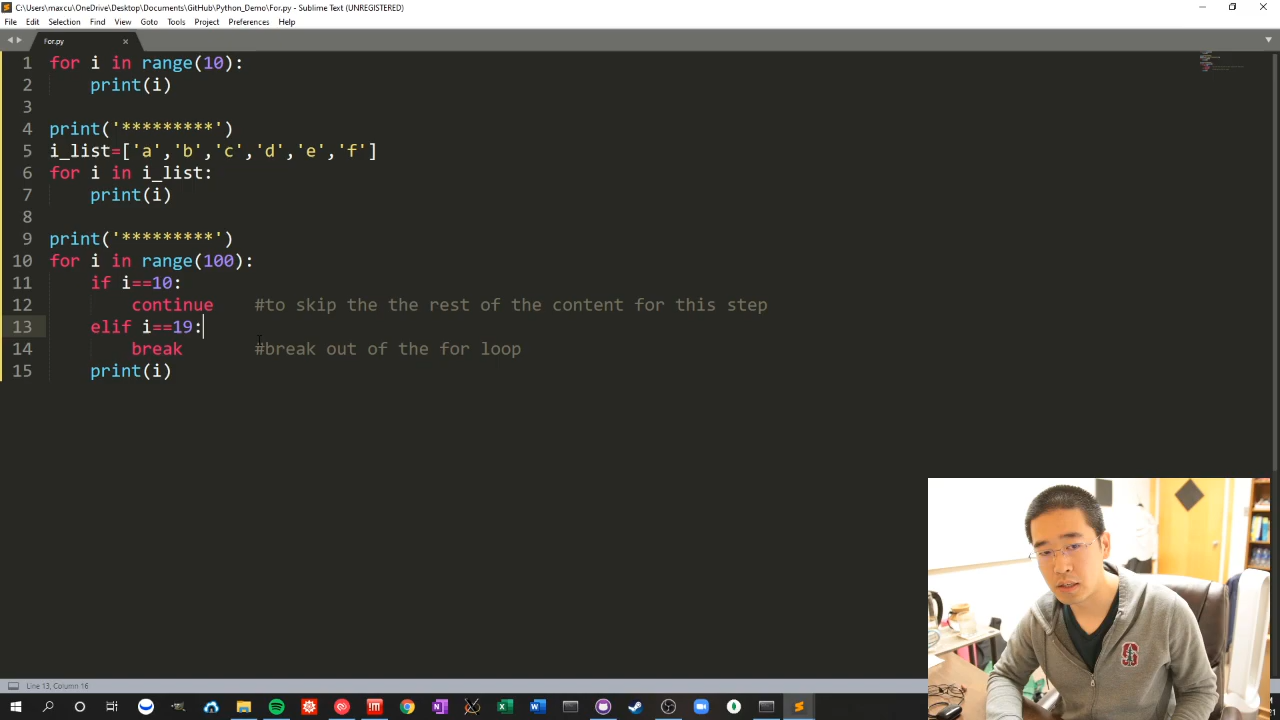 C:\Users\maxcu\OneDrive\Desktop\Documents\GitHub\Python_Demo\For.py - Sublime Text (UNREGISTERED)
File Edit Selection Find View Goto Tools Project Preferences Help
For.py
1 for i in range(10):
2 print(i)
3
4 print('*********')
5 i_list=['a','b','c','d','e','f']
6 for i in i_list:
7 print(i)
8
9 print('*********')
10 for i in range(100):
11 if i==10:
12 continue #to skip the the rest of the content for this step
13 elif i==19:
14 break #break out of the for loop
15 print(i)
Line 13, Column 16